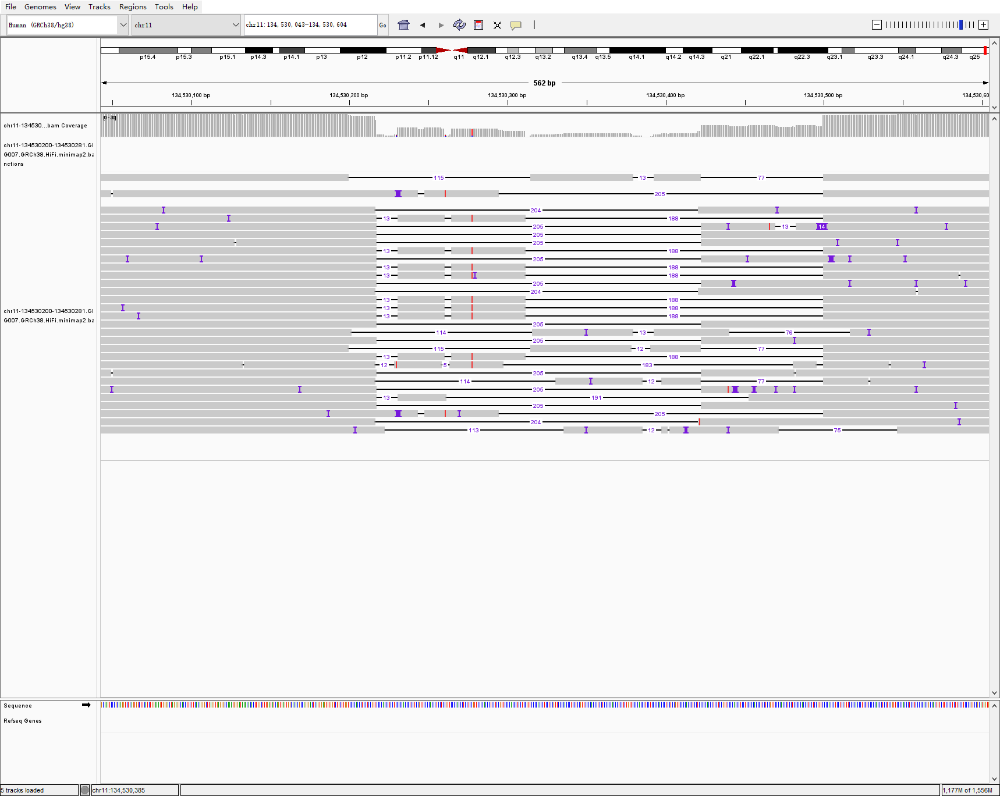 File Genomes View Tracks Regions Tools Help
Human (GRCh38/hg38) chr11 chr11:134,530,043-134,530,604 Go
p15.4 p15.3 p15.1 p14.3 p14.1 p13 p12 p11.2 p11.12 q11 q12.1 q12.3 q13.2 q13.4 q13.5 q14.1 q14.2 q14.3 q21 q22.1 q22.3 q23.1 q23.3 q24.1 q24.3 q25
562 bp
134,530,100 bp 134,530,200 bp 134,530,300 bp 134,530,400 bp 134,530,500 bp 134,530,60
[0 - 30]
chr11-134530...bam Coverage
chr11-134530200-134530281.GI
G007.GRCh38.HiFi.minimap2.ba
nctions
115 13 77
205
204
13 188
205 13 14
205
205
13 188
205
13 188
13 188
205
204
13 188
13 188
chr11-134530200-134530281.GI
13 188
G007.GRCh38.HiFi.minimap2.ba
205
114 13 76
205
115 12 77
13 188
12 5 183
205
114 12 77
205
13 191
205
205
204
113 12 75
Sequence
Refseq Genes
5 tracks loaded chr11:134,530,385 1,177M of 1,556M